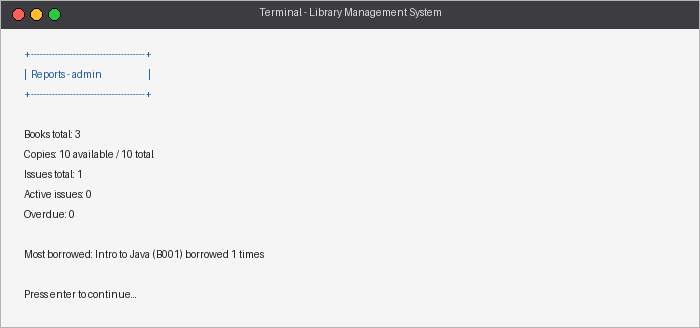 Terminal - Library Management System
+--------------------------------------+
| Reports - admin |
+--------------------------------------+
Books total: 3
Copies: 10 available / 10 total
Issues total: 1
Active issues: 0
Overdue: 0
Most borrowed: Intro to Java (B001) borrowed 1 times
Press enter to continue...